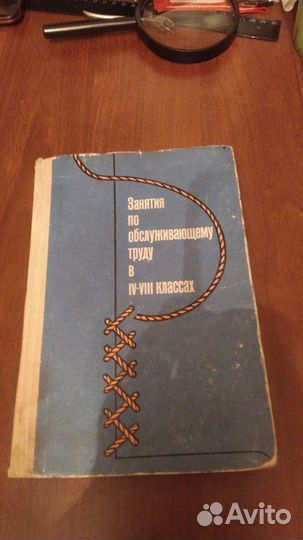 Занятия
по
обслуживающему
труду
в
IV-VIII классах
Avito